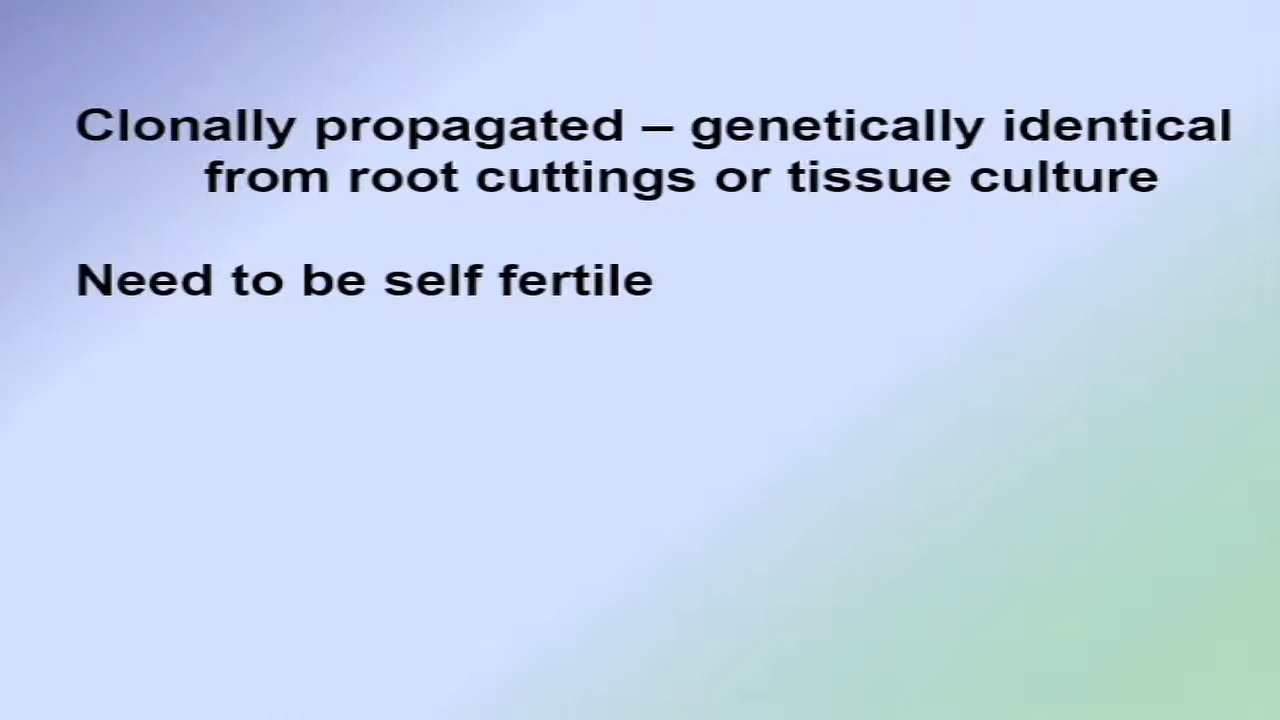 Clonally propagated – genetically identical
from root cuttings or tissue culture
Need to be self fertile